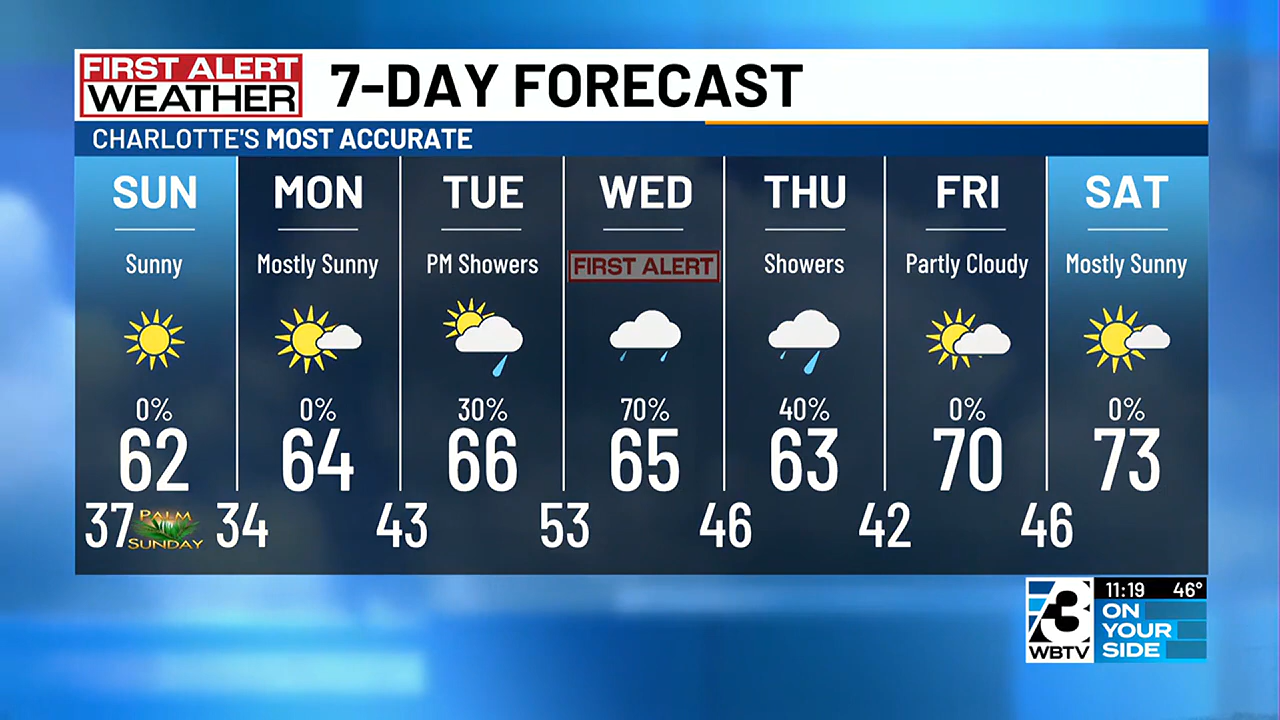 FIRST ALERT
WEATHER
7-DAY FORECAST
CHARLOTTE'S MOST ACCURATE
SUN MON TUE WED THU FRI SAT
Sunny Mostly Sunny PM Showers FIRST ALERT Showers Partly Cloudy Mostly Sunny
0% 0% 30% 70% 40% 0% 0%
62 64 66 65 63 70 73
37 PALM SUNDAY 34 43 53 46 42 46
3 11:19 46°
WBTV ON
YOUR
SIDE